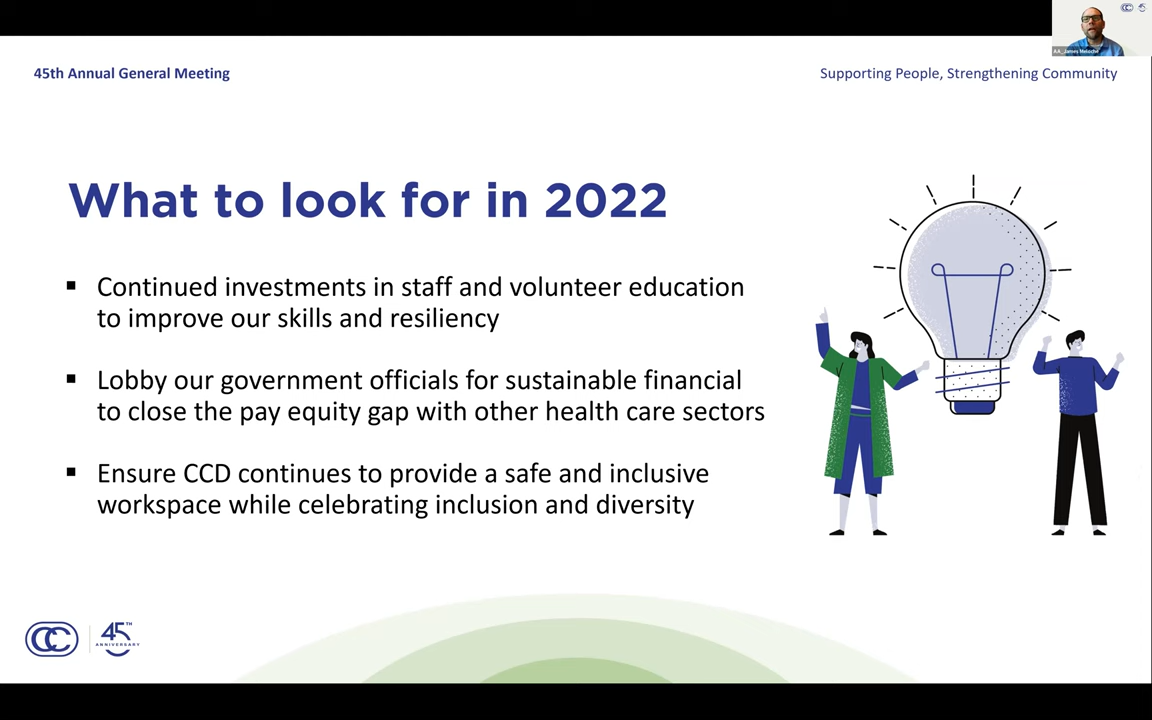 45th Annual General Meeting
Supporting People, Strengthening Community
What to look for in 2022
▪ Continued investments in staff and volunteer education
to improve our skills and resiliency
▪ Lobby our government officials for sustainable financial
to close the pay equity gap with other health care sectors
▪ Ensure CCD continues to provide a safe and inclusive
workspace while celebrating inclusion and diversity
45TH
ANNIVERSARY